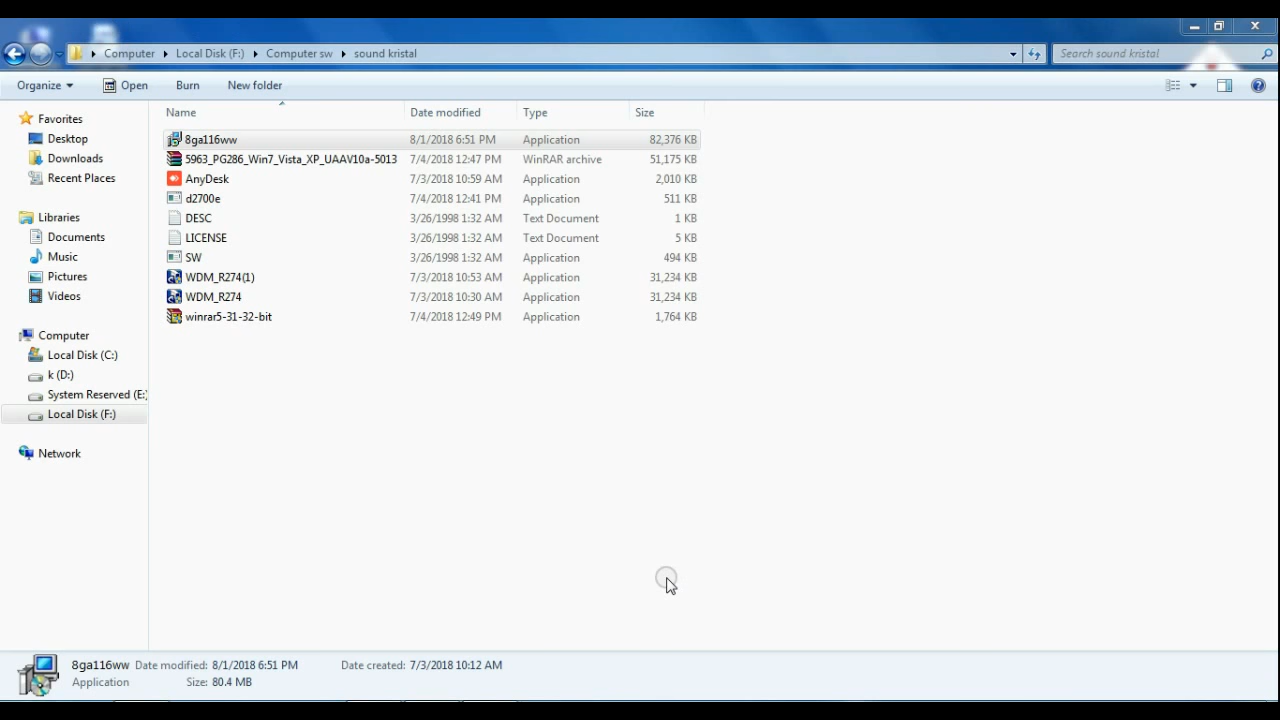 Computer Local Disk (F:) Computer sw sound kristal Search sound kristal
Organize Open Burn New folder
Name Date modified Type Size
Favorites
Desktop
Downloads
Recent Places
Libraries
Documents
Music
Pictures
Videos
Computer
Local Disk (C:)
k (D:)
System Reserved (E:)
Local Disk (F:)
Network
8ga116ww 8/1/2018 6:51 PM Application 82,376 KB
5963_PG286_Win7_Vista_XP_UAAV10a-5013 7/4/2018 12:47 PM WinRAR archive 51,175 KB
AnyDesk 7/3/2018 10:59 AM Application 2,010 KB
d2700e 7/4/2018 12:41 PM Application 511 KB
DESC 3/26/1998 1:32 AM Text Document 1 KB
LICENSE 3/26/1998 1:32 AM Text Document 5 KB
SW 3/26/1998 1:32 AM Application 494 KB
WDM_R274(1) 7/3/2018 10:53 AM Application 31,234 KB
WDM_R274 7/3/2018 10:30 AM Application 31,234 KB
winrar5-31-32-bit 7/4/2018 12:49 PM Application 1,764 KB
8ga116ww Date modified: 8/1/2018 6:51 PM Date created: 7/3/2018 10:12 AM
Application Size: 80.4 MB